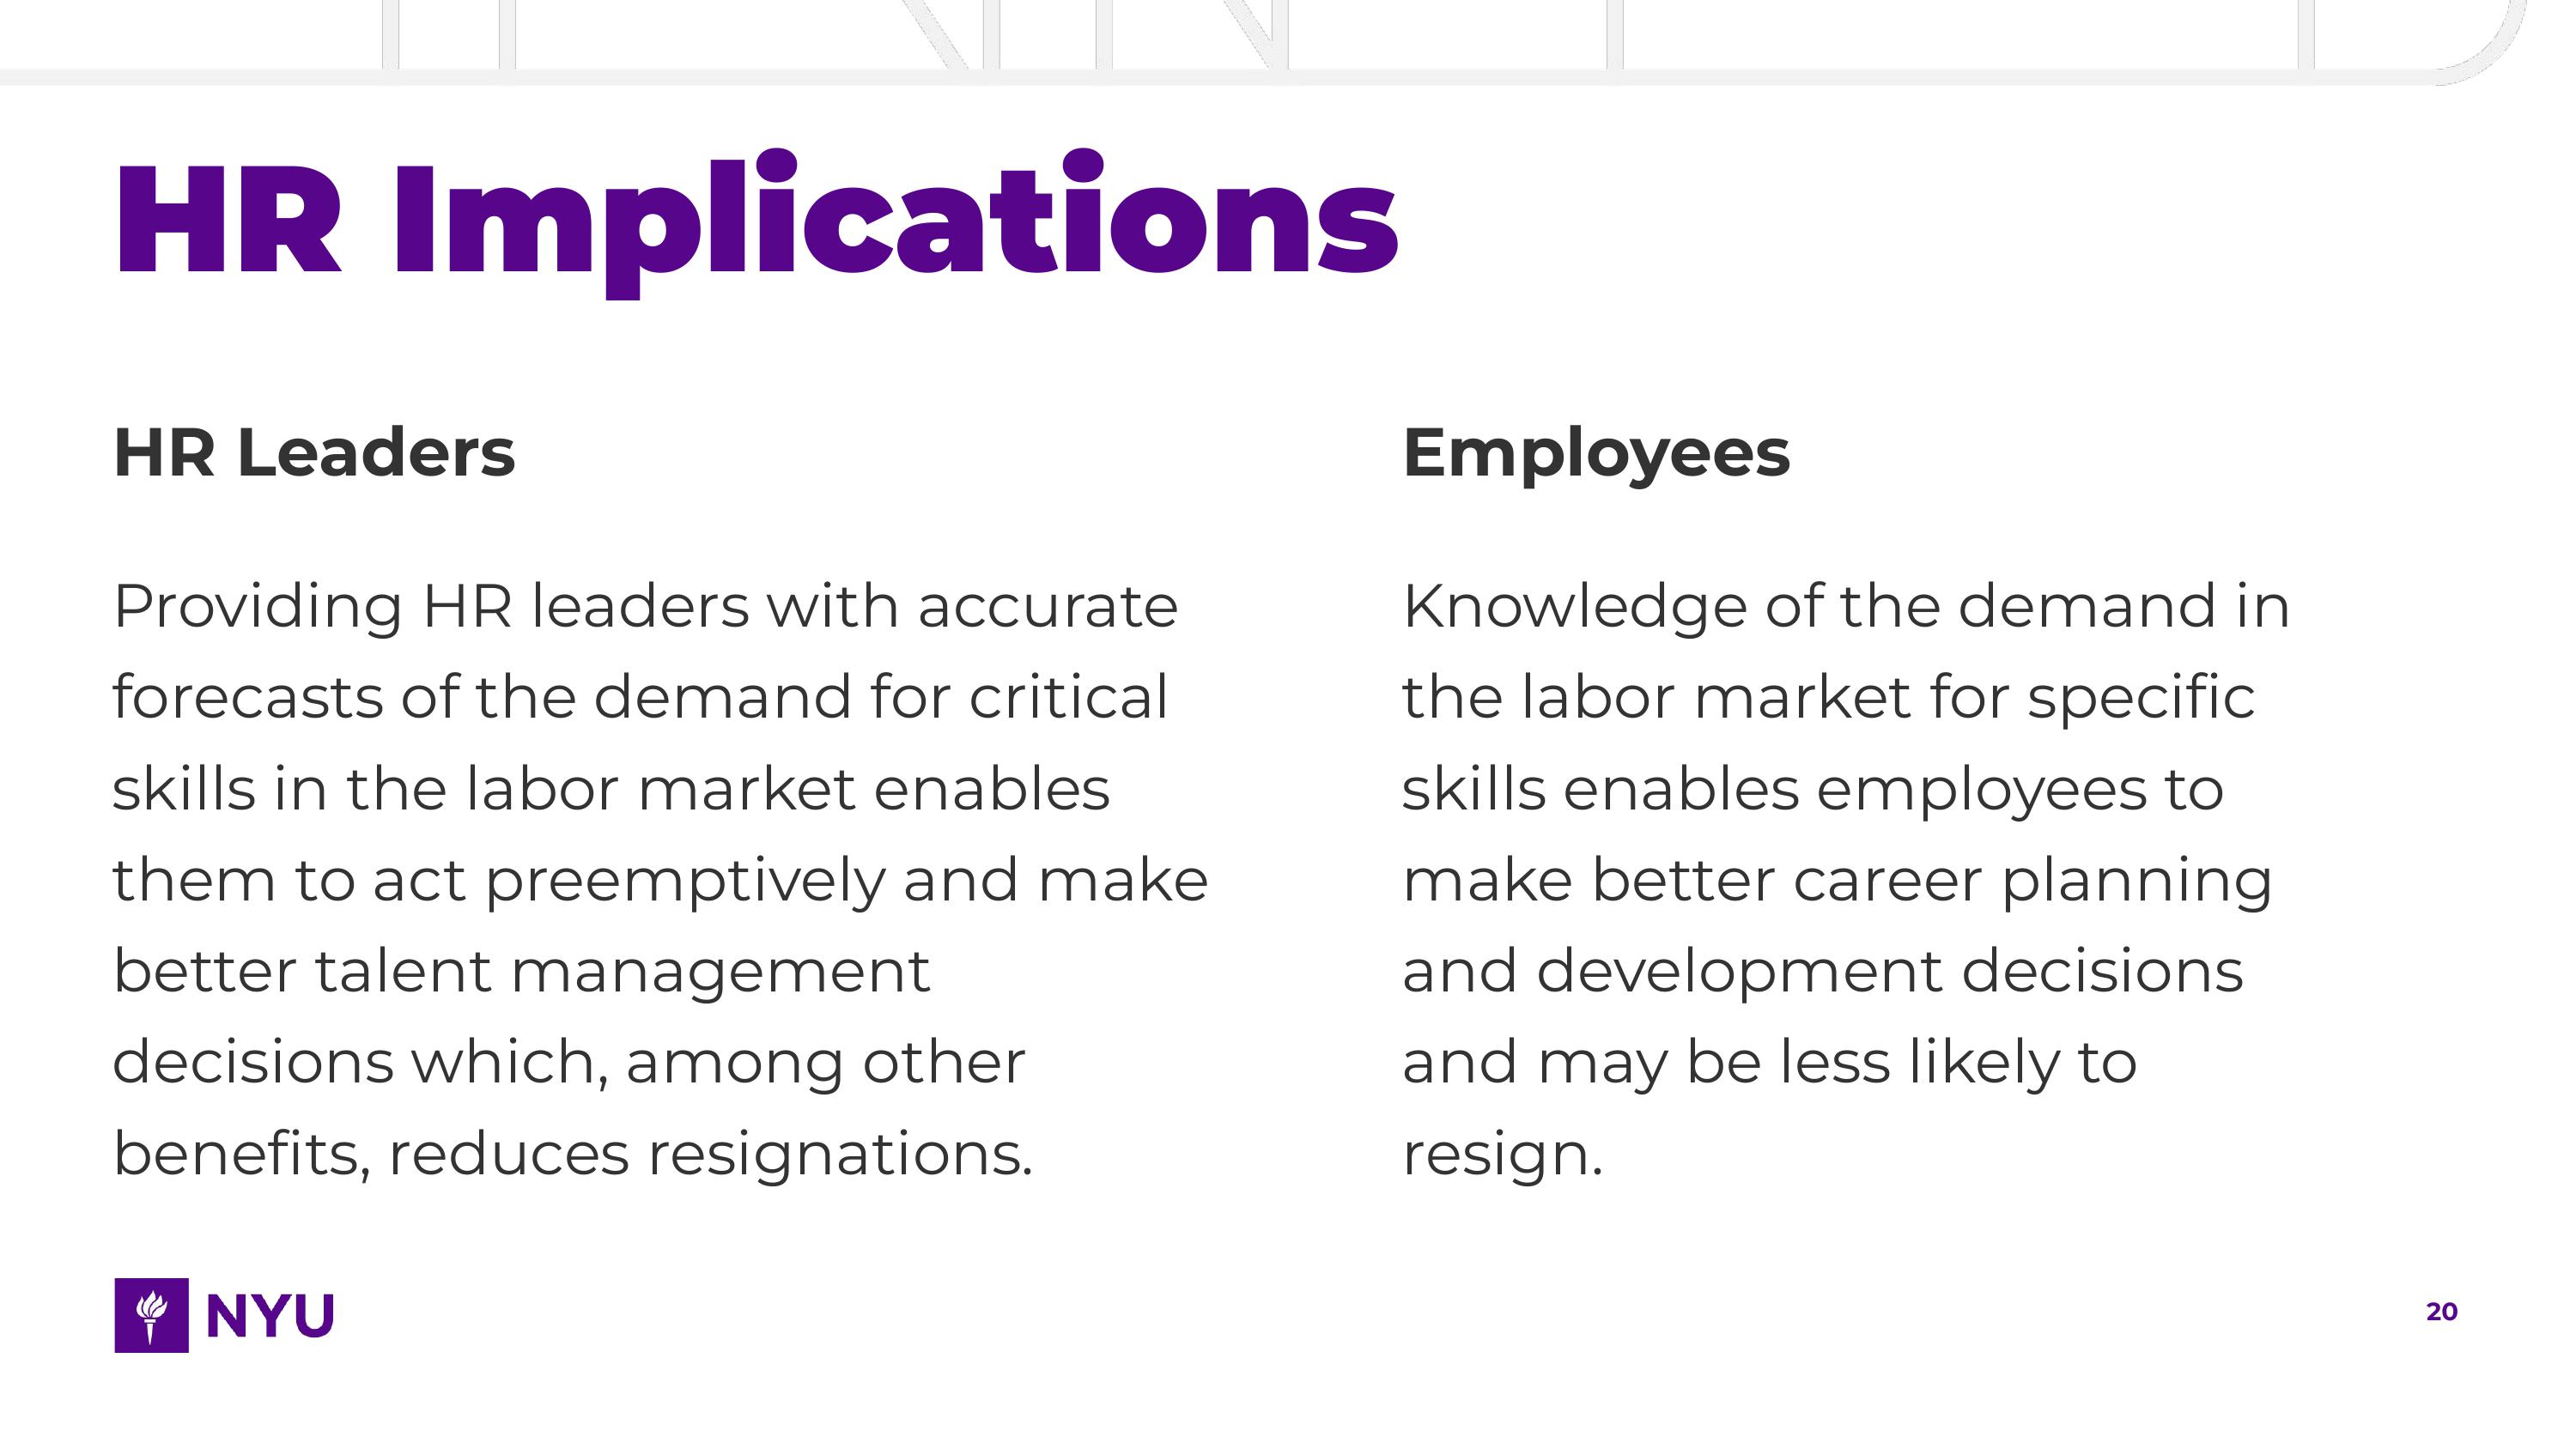 HR Implications
HR Leaders
Providing HR leaders with accurate
forecasts of the demand for critical
skills in the labor market enables
them to act preemptively and make
better talent management
decisions which, among other
benefits, reduces resignations.
Employees
Knowledge of the demand in
the labor market for specific
skills enables employees to
make better career planning
and development decisions
and may be less likely to
resign.
NYU
20